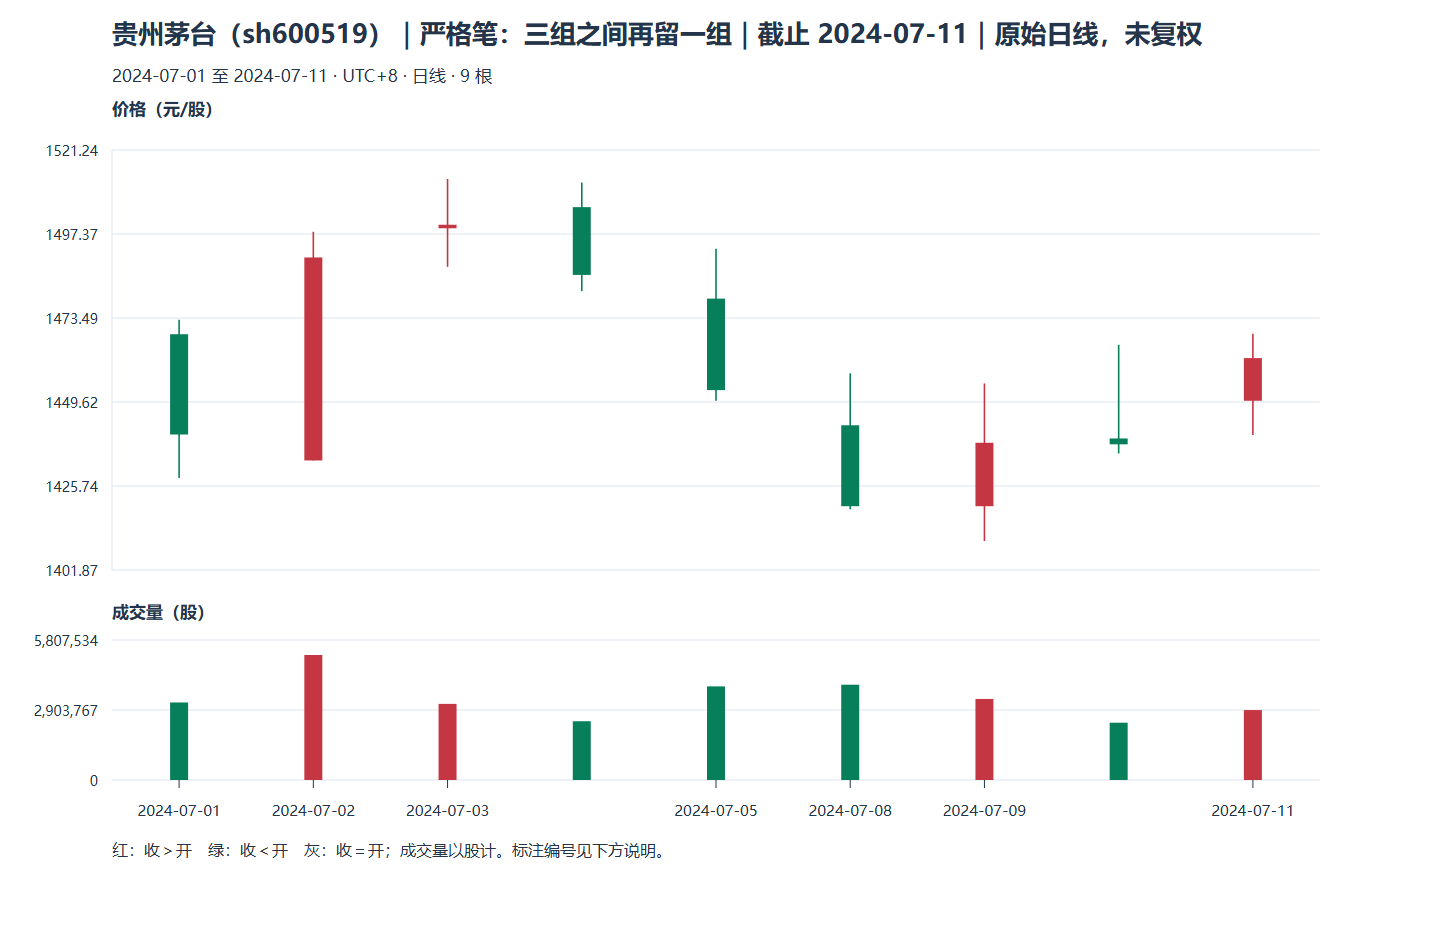 贵州茅台（sh600519）｜严格笔：三组之间再留一组｜截止 2024-07-11｜原始日线，未复权
2024-07-01 至 2024-07-11 · UTC+8 · 日线 · 9 根
价格（元/股）
1521.24
1497.37
1473.49
1449.62
1425.74
1401.87
成交量（股）
5,807,534
2,903,767
0
2024-07-01 2024-07-02 2024-07-03 2024-07-05 2024-07-08 2024-07-09 2024-07-11
红：收 > 开　绿：收 < 开　灰：收 = 开；成交量以股计。标注编号见下方说明。